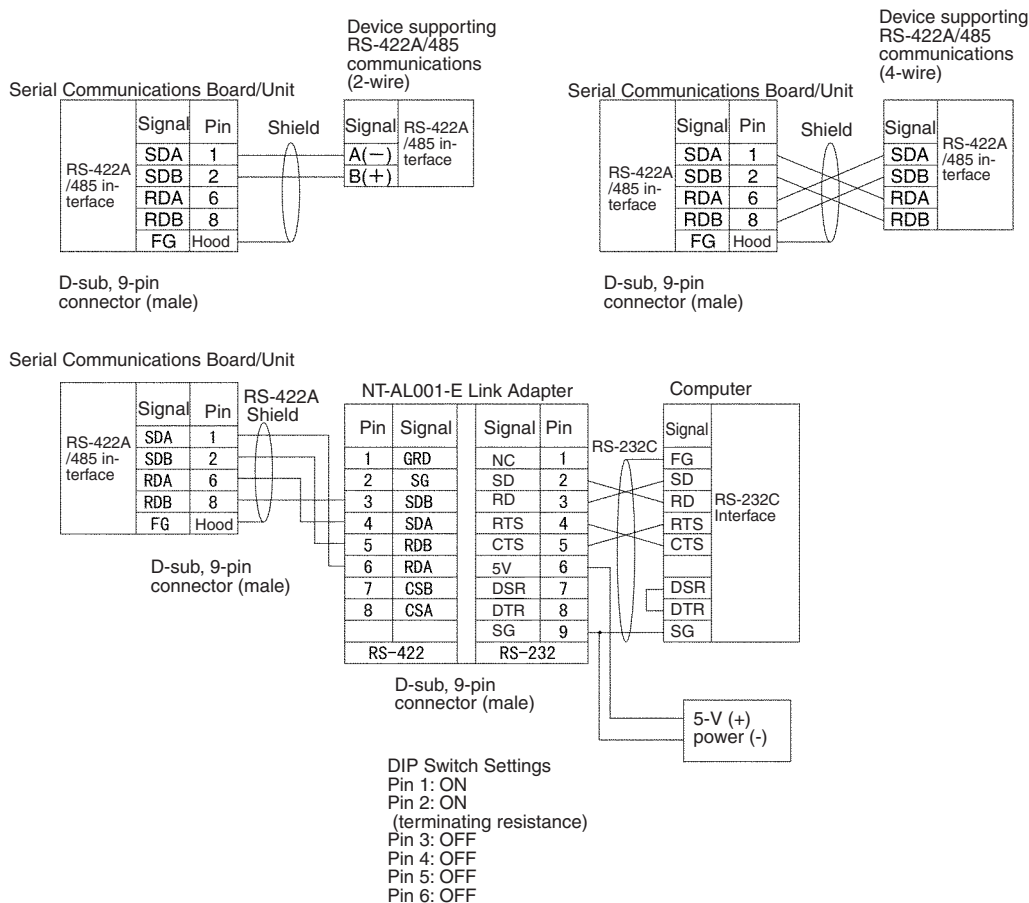 Device supporting
RS-422A/485
communications
(2-wire)
Serial Communications Board/Unit
Signal Pin Shield Signal RS-422A
/485 in-
terface
RS-422A
/485 in-
terface
SDA 1 A(−)
SDB 2 B(+)
RDA 6
RDB 8
FG Hood
D-sub, 9-pin
connector (male)
Device supporting
RS-422A/485
communications
(4-wire)
Serial Communications Board/Unit
Signal Pin Shield Signal
RS-422A
/485 in-
terface
RS-422A
/485 in-
terface
SDA 1 SDA
SDB 2 SDB
RDA 6 RDA
RDB 8 RDB
FG Hood
D-sub, 9-pin
connector (male)
Serial Communications Board/Unit
RS-422A
Shield
Signal Pin
RS-422A
/485 in-
terface
SDA 1
SDB 2
RDA 6
RDB 8
FG Hood
D-sub, 9-pin
connector (male)
NT-AL001-E Link Adapter
Pin Signal Signal Pin
1 GRD NC 1
2 SG SD 2
3 SDB RD 3
4 SDA RTS 4
5 RDB CTS 5
6 RDA 5V 6
7 CSB DSR 7
8 CSA DTR 8
SG 9
RS-422 RS-232
D-sub, 9-pin
connector (male)
RS-232C
Computer
Signal
FG
SD
RD
RTS
CTS
DSR
DTR
SG
RS-232C
Interface
5-V (+)
power (-)
DIP Switch Settings
Pin 1: ON
Pin 2: ON
(terminating resistance)
Pin 3: OFF
Pin 4: OFF
Pin 5: OFF
Pin 6: OFF